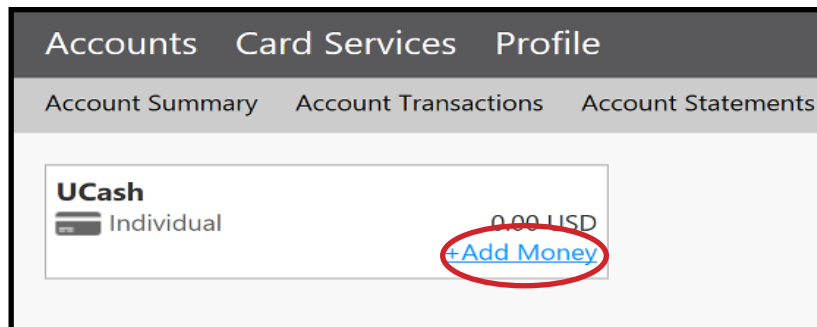 Accounts Card Services Profile
Account Summary Account Transactions Account Statements
UCash
Individual 0.00 USD
+Add Money